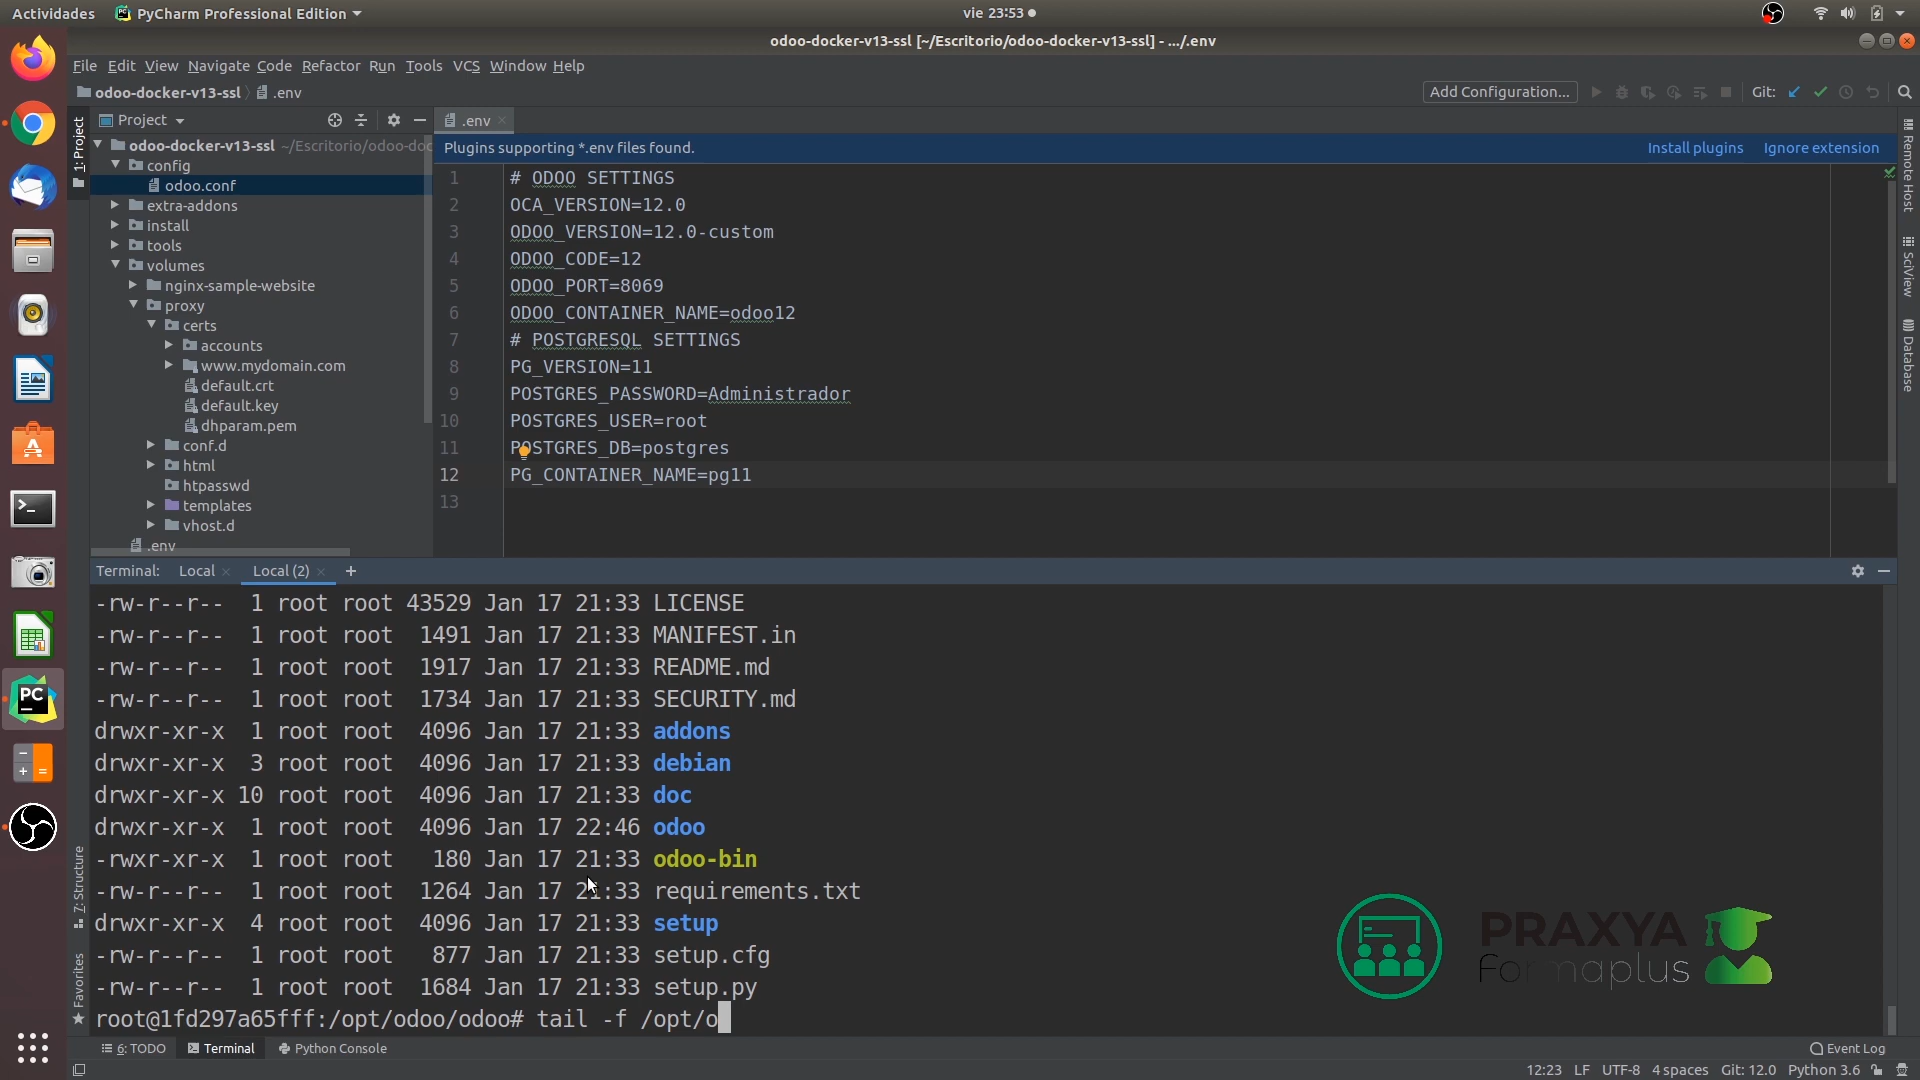 Actividades PyCharm Professional Edition vie 23:53
odoo-docker-v13-ssl [~/Escritorio/odoo-docker-v13-ssl] - .../.env
File Edit View Navigate Code Refactor Run Tools VCS Window Help
odoo-docker-v13-ssl .env Add Configuration... Git:
Project .env
1: Project
odoo-docker-v13-ssl ~/Escritorio/odoo-doc
config
odoo.conf
extra-addons
install
tools
volumes
nginx-sample-website
proxy
certs
accounts
www.mydomain.com
default.crt
default.key
dhparam.pem
conf.d
html
htpasswd
templates
vhost.d
.env
Plugins supporting *.env files found. Install plugins Ignore extension
1 # ODOO SETTINGS
2 OCA_VERSION=12.0
3 ODOO_VERSION=12.0-custom
4 ODOO_CODE=12
5 ODOO_PORT=8069
6 ODOO_CONTAINER_NAME=odoo12
7 # POSTGRESQL SETTINGS
8 PG_VERSION=11
9 POSTGRES_PASSWORD=Administrador
10 POSTGRES_USER=root
11 POSTGRES_DB=postgres
12 PG_CONTAINER_NAME=pg11
13
Remote Host
SciView
Database
Terminal: Local Local (2) +
-rw-r--r-- 1 root root 43529 Jan 17 21:33 LICENSE
-rw-r--r-- 1 root root 1491 Jan 17 21:33 MANIFEST.in
-rw-r--r-- 1 root root 1917 Jan 17 21:33 README.md
-rw-r--r-- 1 root root 1734 Jan 17 21:33 SECURITY.md
drwxr-xr-x 1 root root 4096 Jan 17 21:33 addons
drwxr-xr-x 3 root root 4096 Jan 17 21:33 debian
drwxr-xr-x 10 root root 4096 Jan 17 21:33 doc
drwxr-xr-x 1 root root 4096 Jan 17 22:46 odoo
-rwxr-xr-x 1 root root 180 Jan 17 21:33 odoo-bin
-rw-r--r-- 1 root root 1264 Jan 17 21:33 requirements.txt
drwxr-xr-x 4 root root 4096 Jan 17 21:33 setup
-rw-r--r-- 1 root root 877 Jan 17 21:33 setup.cfg
-rw-r--r-- 1 root root 1684 Jan 17 21:33 setup.py
root@1fd297a65fff:/opt/odoo/odoo# tail -f /opt/o
7: Structure
Favorites
PRAXYA
Formaplus
6: TODO Terminal Python Console Event Log
12:23 LF UTF-8 4 spaces Git: 12.0 Python 3.6